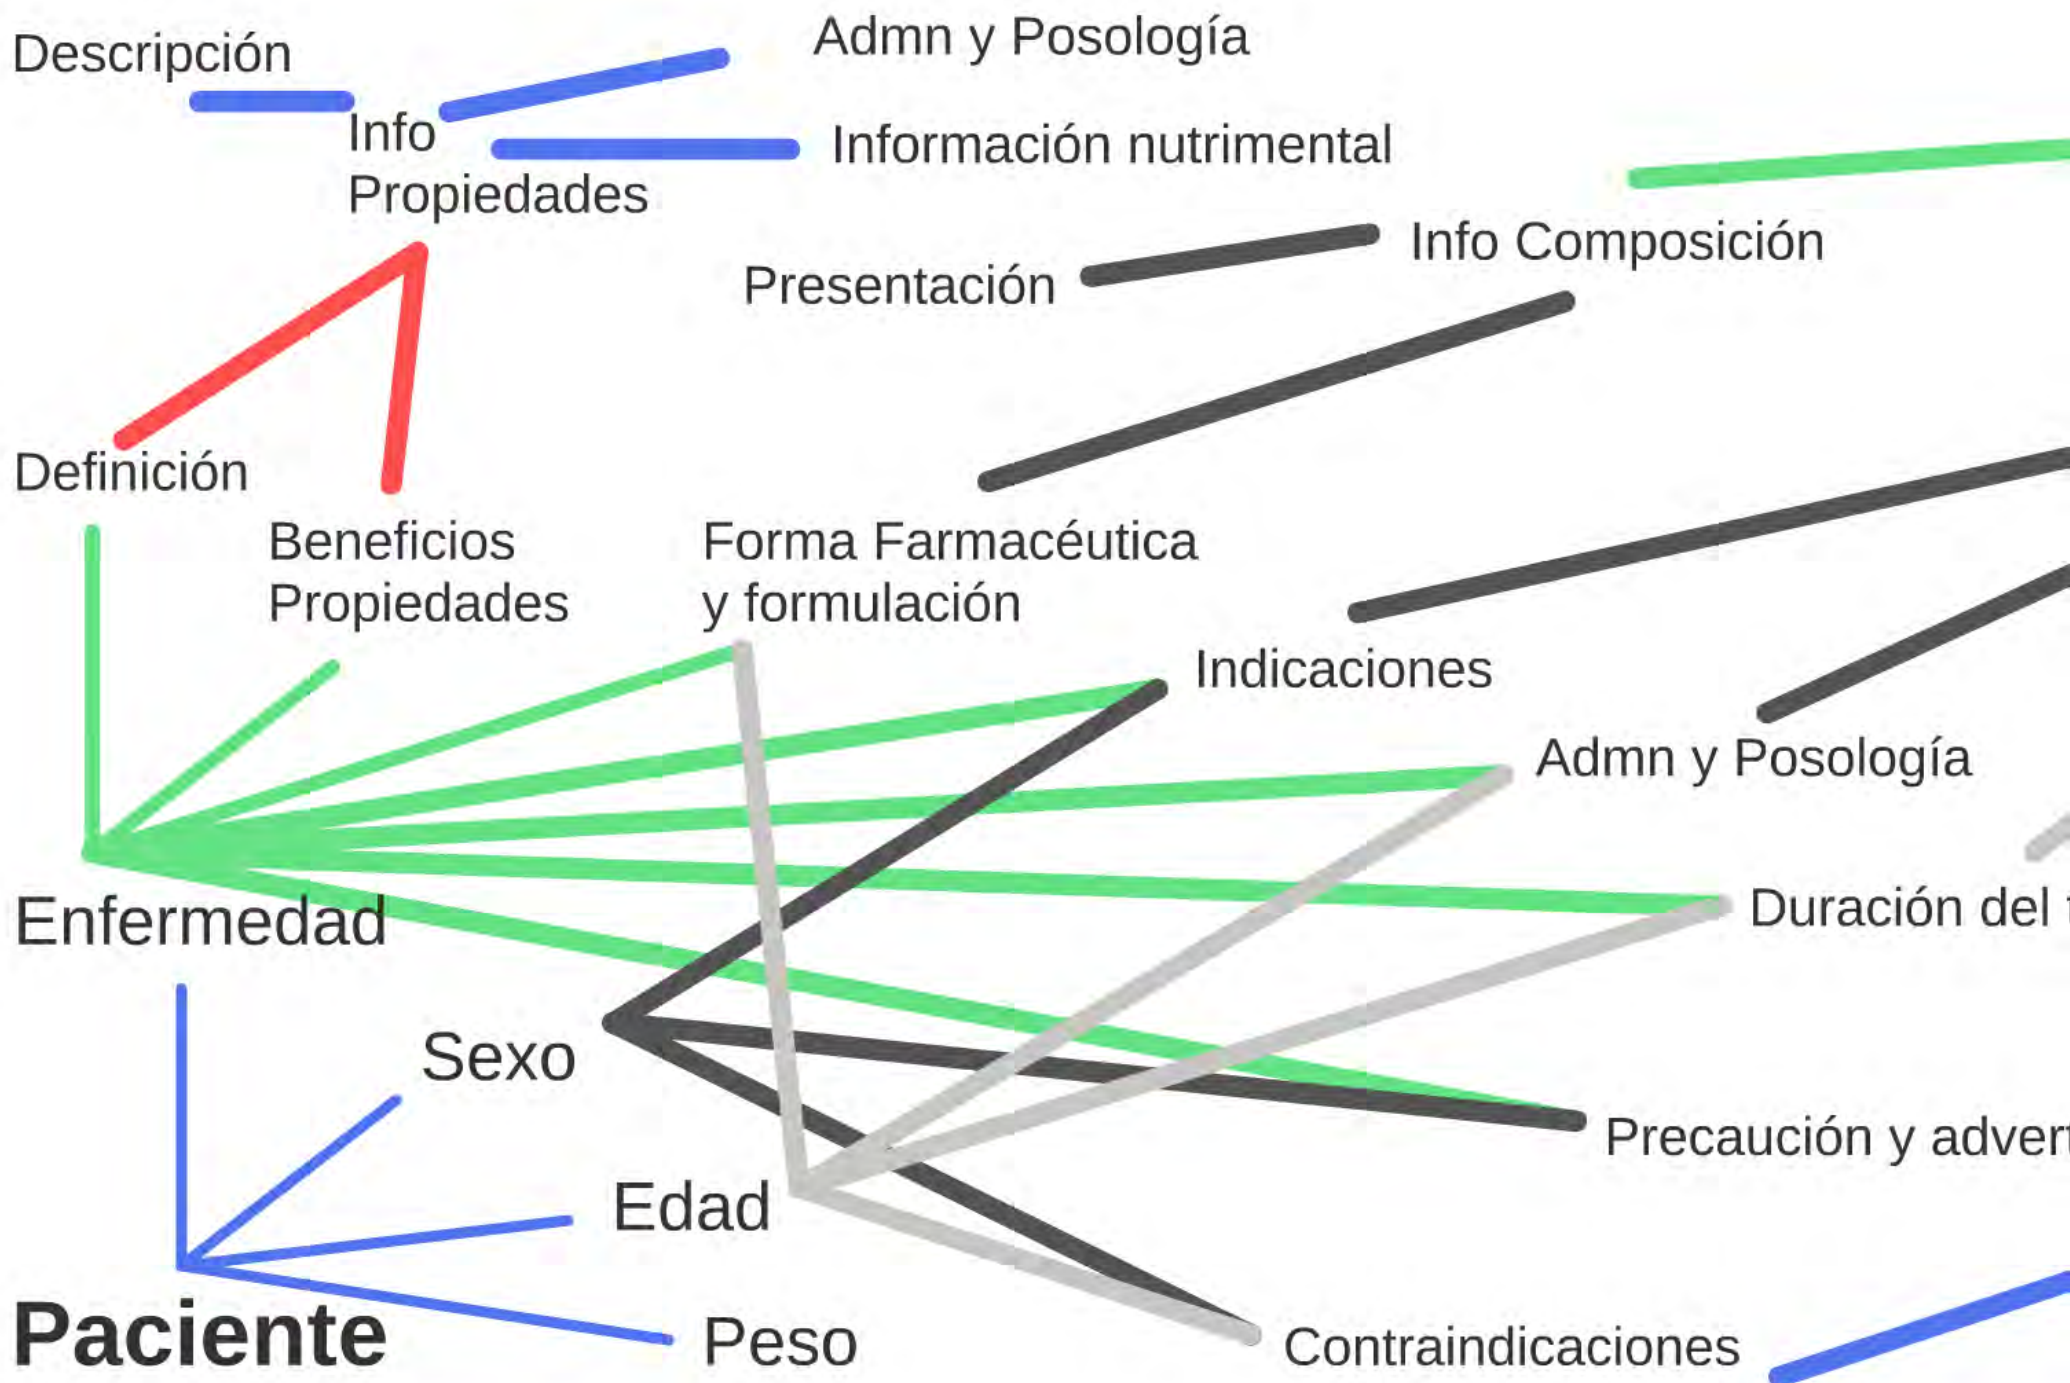 Descripción
Admn y Posología
Info
Propiedades
Información nutrimental
Info Composición
Presentación
Definición
Beneficios
Propiedades
Forma Farmacéutica
y formulación
Indicaciones
Admn y Posología
Enfermedad
Duración del
Sexo
Precaución y
Edad
Paciente
Peso
Contraindicaciones